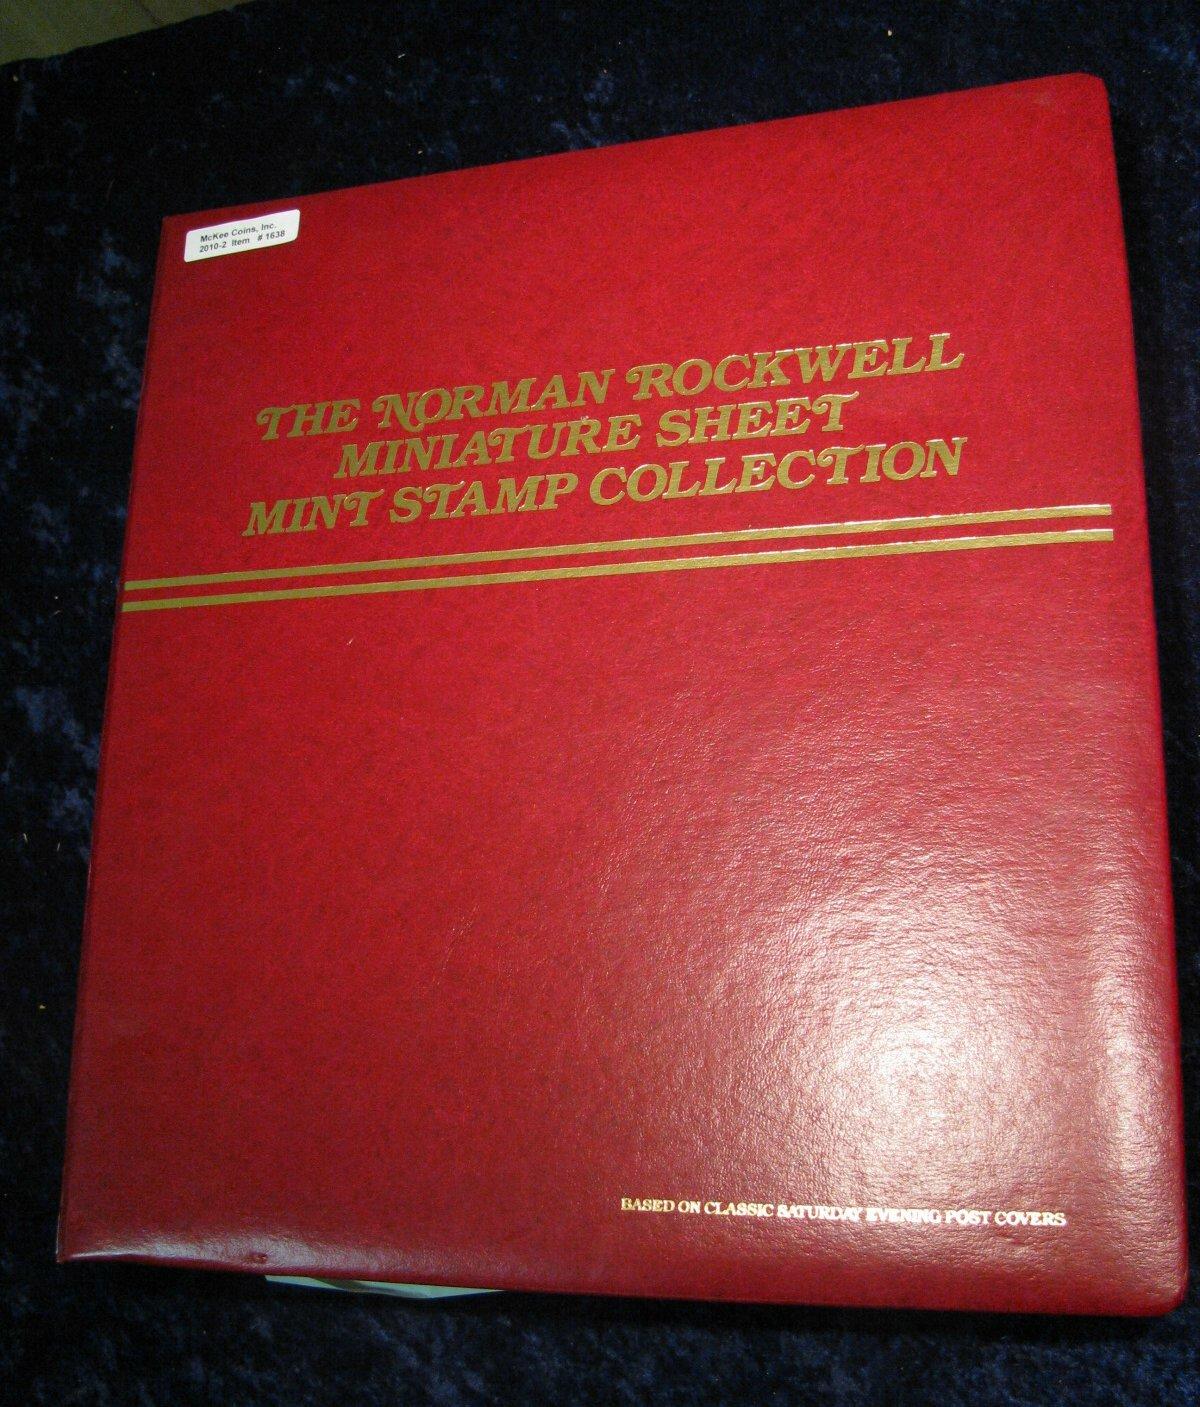 McKee Coins, Inc.
2010-2 Item # 1638
THE NORMAN ROCKWELL
MINIATURE SHEET
MINT STAMP COLLECTION
BASED ON CLASSIC SATURDAY EVENING POST COVERS